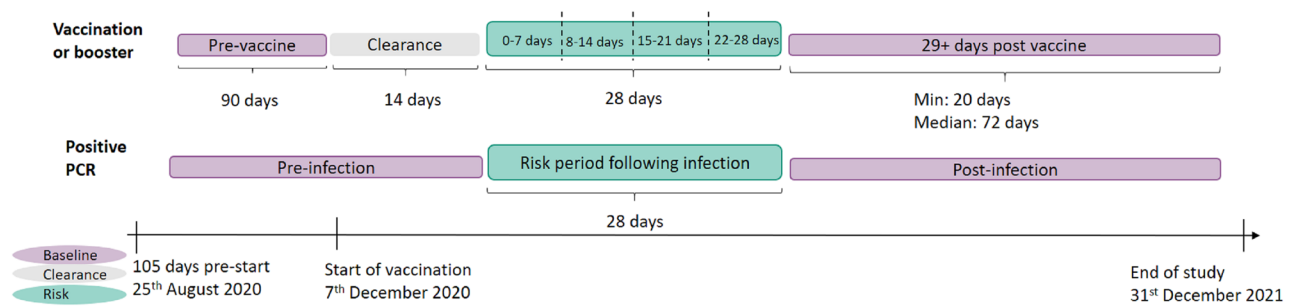 Vaccination
or booster
Pre-vaccine
Clearance
0-7 days
8-14 days
15-21 days
22-28 days
29+ days post vaccine
90 days
14 days
28 days
Min: 20 days
Median: 72 days
Positive
PCR
Pre-infection
Risk period following infection
Post-infection
28 days
Baseline
Clearance
Risk
105 days pre-start
25th August 2020
Start of vaccination
7th December 2020
End of study
31st December 2021